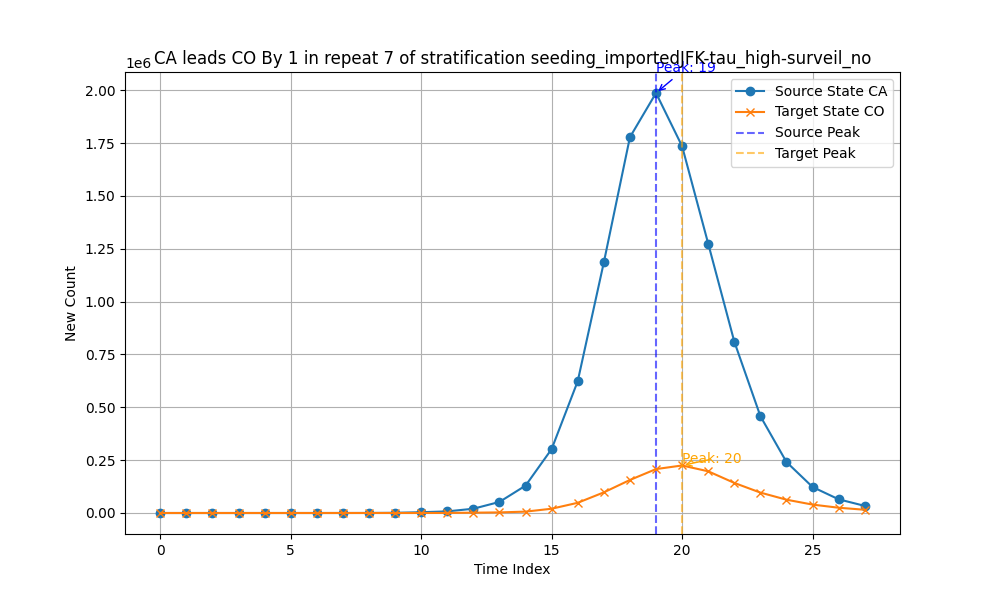 CA leads CO By 1 in repeat 7 of stratification seeding_importedJFK-tau_high-surveil_no
1e6
Peak: 19
2.00
1.75
1.50
1.25
1.00
0.75
0.50
0.25
0.00
New Count
Source State CA
Target State CO
Source Peak
Target Peak
Peak: 20
0
5
10
15
20
25
Time Index